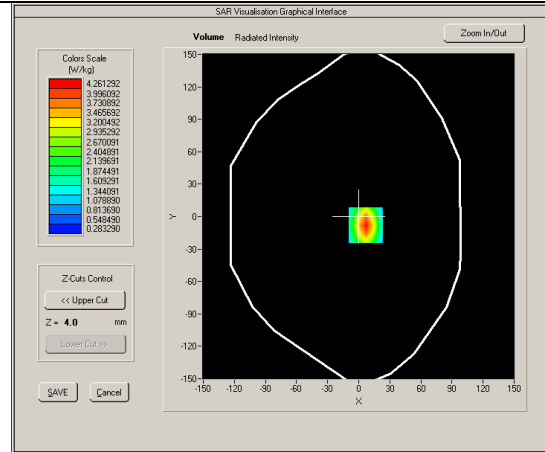 SAR Visualisation Graphical Interface
Volume Radiated Intensity
Zoom In/Out
Colors Scale
(W/kg)
4.261292
3.996092
3.730892
3.465692
3.200492
2.935292
2.670091
2.404891
2.139691
1.874491
1.609291
1.344091
1.078890
0.813690
0.548490
0.283290
Z-Cuts Control
<< Upper Cut
Z = 4.0 mm
Lower Cut >>
SAVE Cancel
150-
120-
90-
60-
30-
0-
-30-
-60-
-90-
-120-
-150-
Y
-150 -120 -90 -60 -30 0 30 60 90 120 150
X